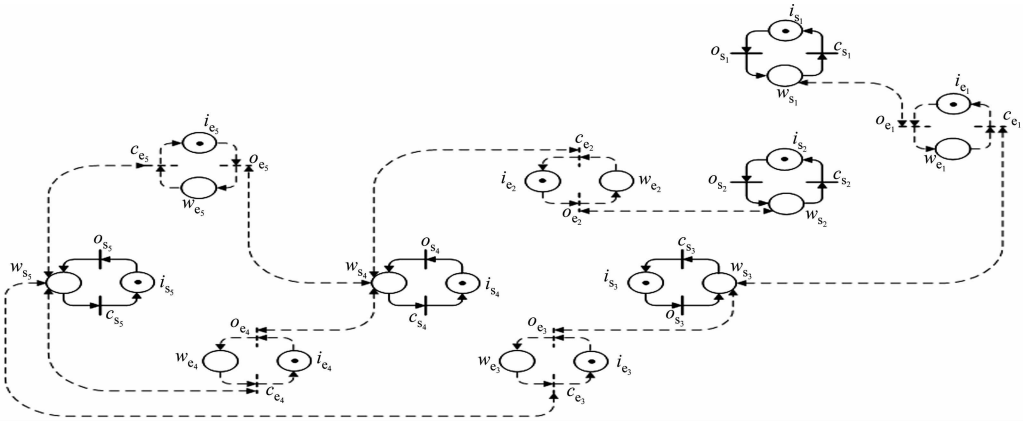 i_s1
o_s1
c_s1
w_s1
i_e1
o_e1
c_e1
w_e1
i_e5
c_e5
o_e5
w_e5
c_e2
i_e2
w_e2
o_e2
i_s2
o_s2
c_s2
w_s2
o_s5
w_s5
i_s5
c_s5
o_s4
w_s4
i_s4
c_s4
c_s3
i_s3
w_s3
o_s3
o_e4
w_e4
i_e4
c_e4
o_e3
w_e3
i_e3
c_e3